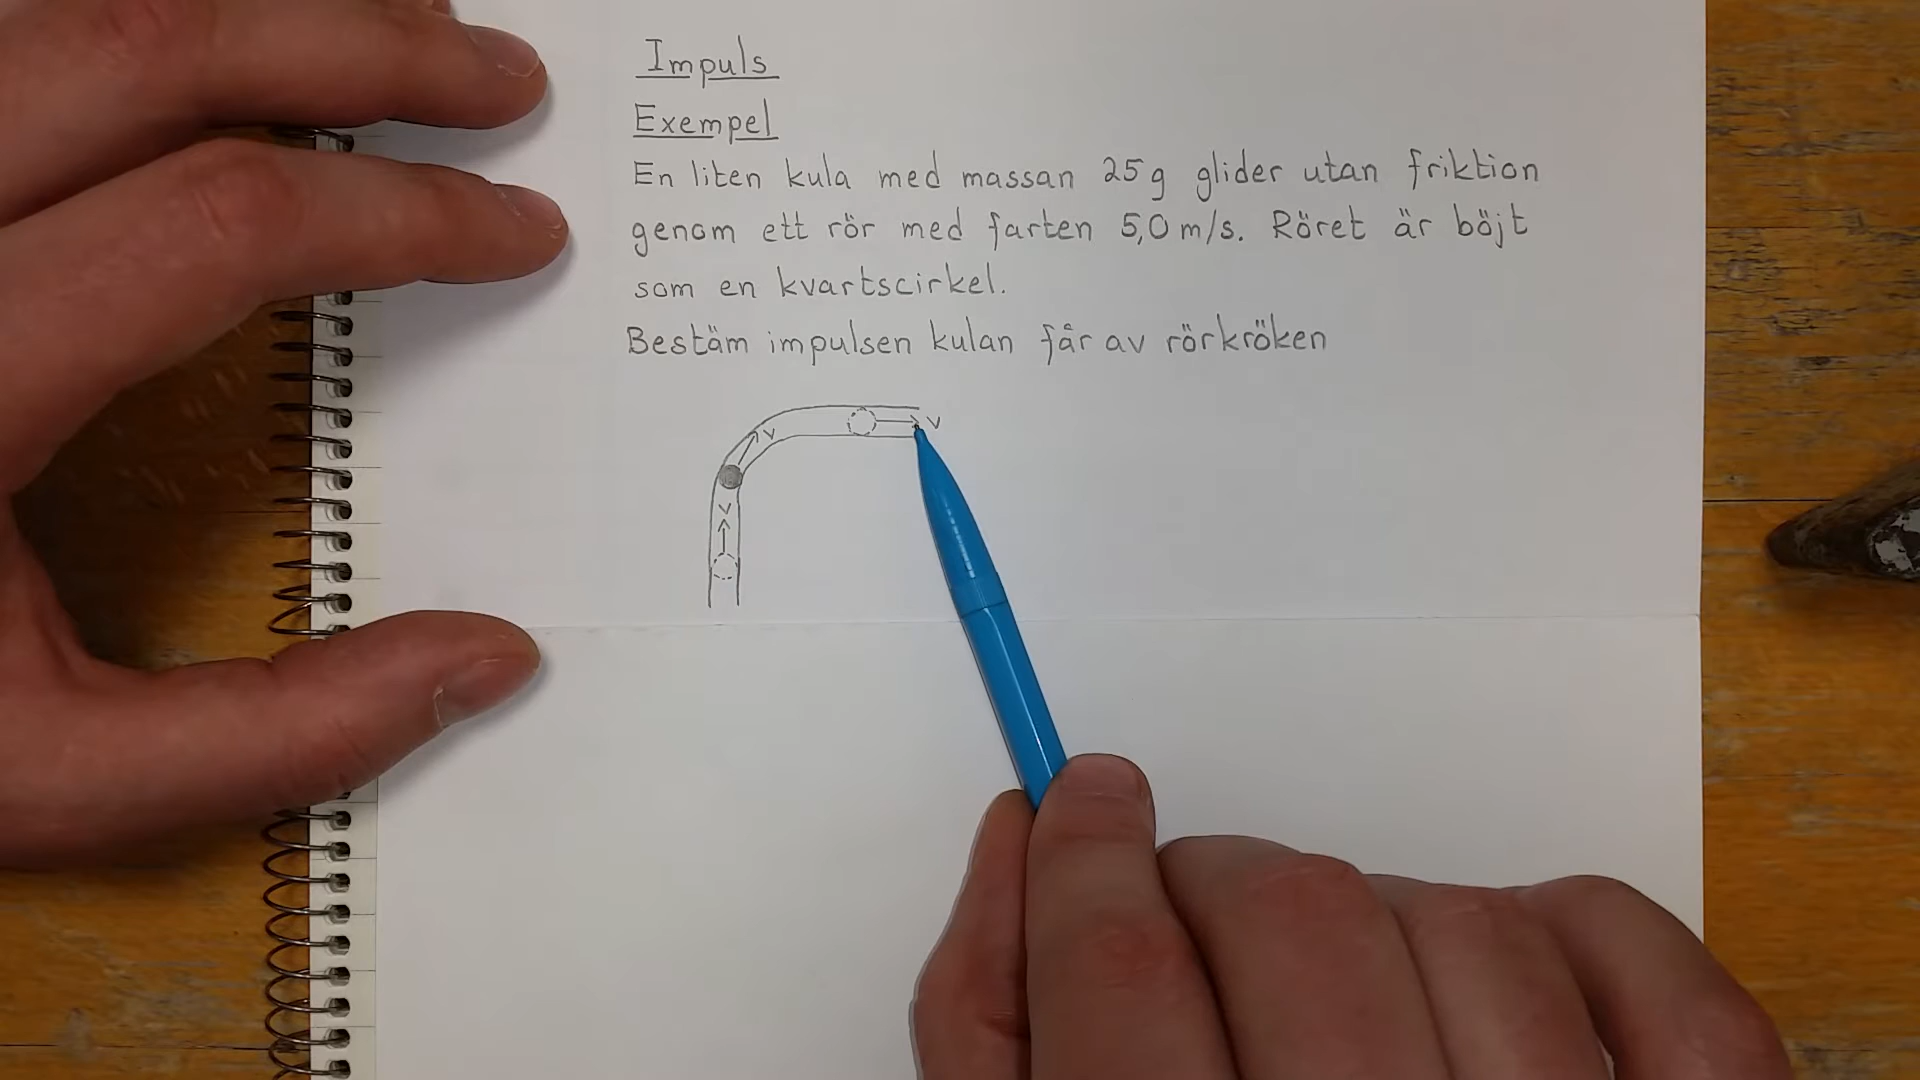 Impuls
Exempel
En liten kula med massan 25g glider utan friktion
genom ett rör med farten 5,0 m/s. Röret är böjt
som en kvartscirkel.
Bestäm impulsen kulan får av rörkröken
v
v
v